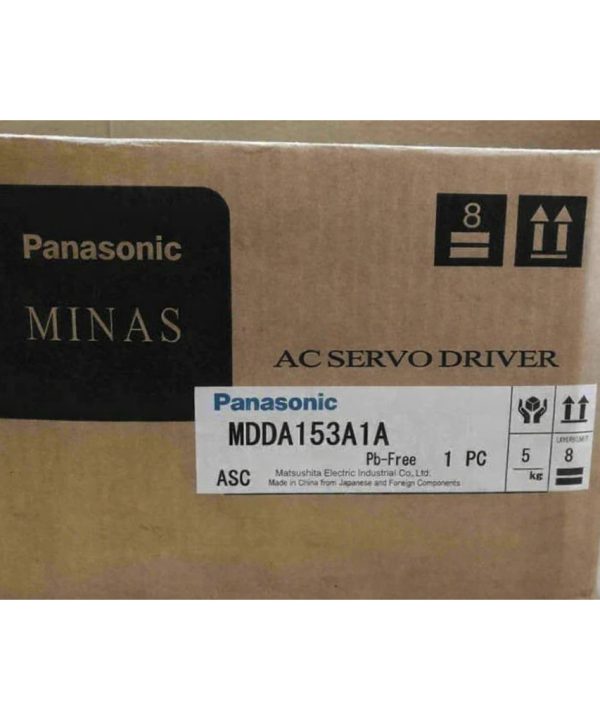 8
Panasonic
MINAS
AC SERVO DRIVER
Panasonic
MDDA153A1A
Pb-Free 1 PC
5
kg
8
ASC
Matsushita Electric Industrial Co., Ltd.
Made in China from Japanese and Foreign Components